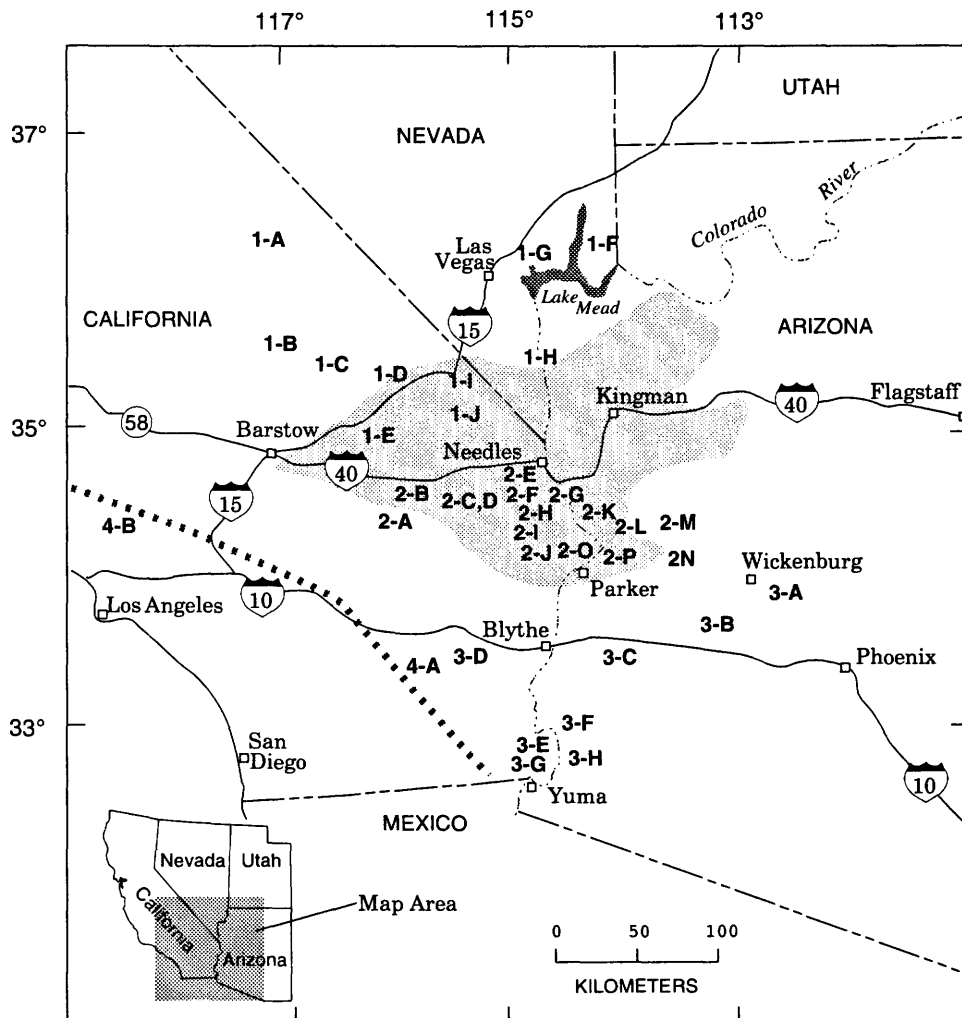 117°
115°
113°
37°
NEVADA
UTAH
Colorado
River
1-A
Las
Vegas
1-G
1-F
Lake
Mead
CALIFORNIA
15
ARIZONA
1-B
1-C
1-D
1-H
1-I
1-J
Kingman
40
Flagstaff
35°
58
Barstow
1-E
Needles
40
15
4-B
2-A
2-B
2-C,D
2-E
2-F
2-G
2-H
2-I
2-J
2-K
2-L
2-M
2-O
2-P
2N
Parker
Wickenburg
3-A
Los Angeles
10
Blythe
3-B
4-A
3-D
3-C
Phoenix
33°
San
Diego
3-F
3-E
3-G
3-H
Yuma
10
MEXICO
Nevada
Utah
California
Arizona
Map Area
0 50 100
KILOMETERS